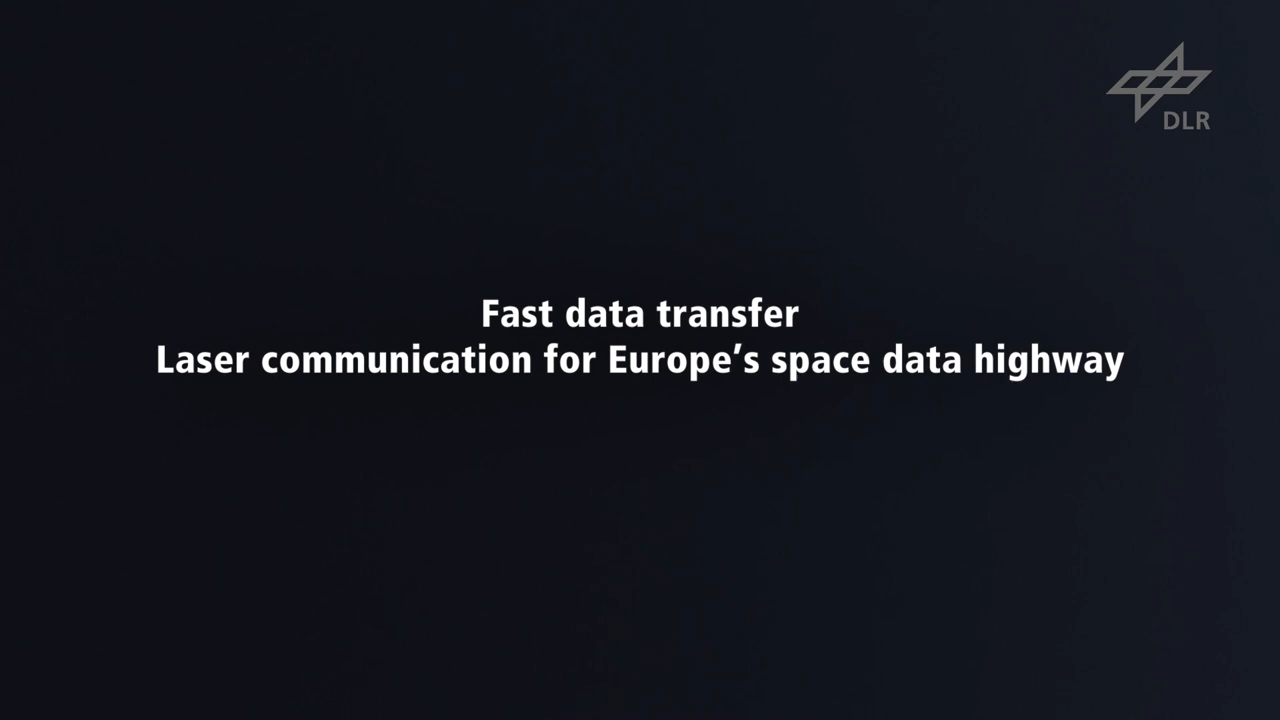 DLR
Fast data transfer
Laser communication for Europe’s space data highway